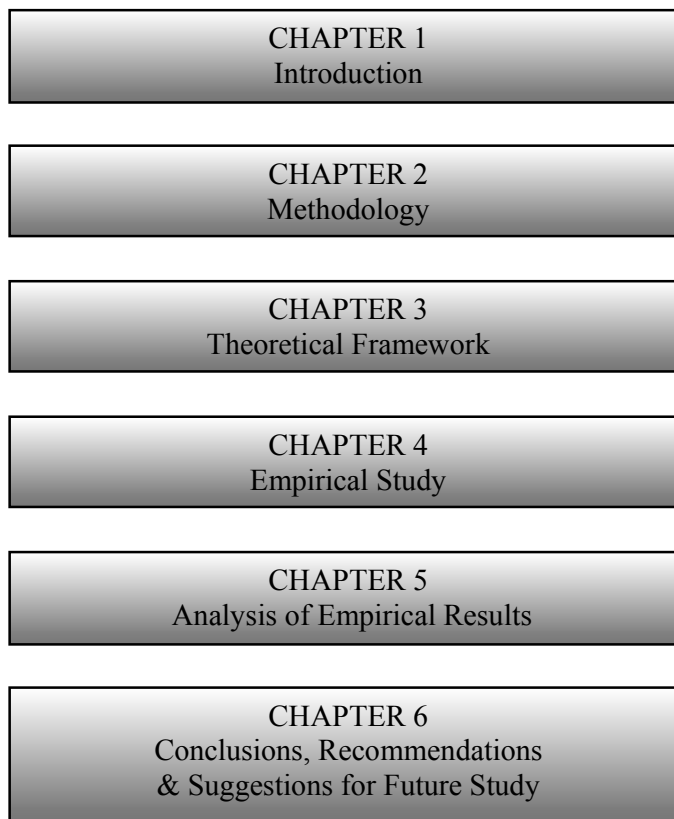 CHAPTER 1
Introduction
CHAPTER 2
Methodology
CHAPTER 3
Theoretical Framework
CHAPTER 4
Empirical Study
CHAPTER 5
Analysis of Empirical Results
CHAPTER 6
Conclusions, Recommendations
& Suggestions for Future Study